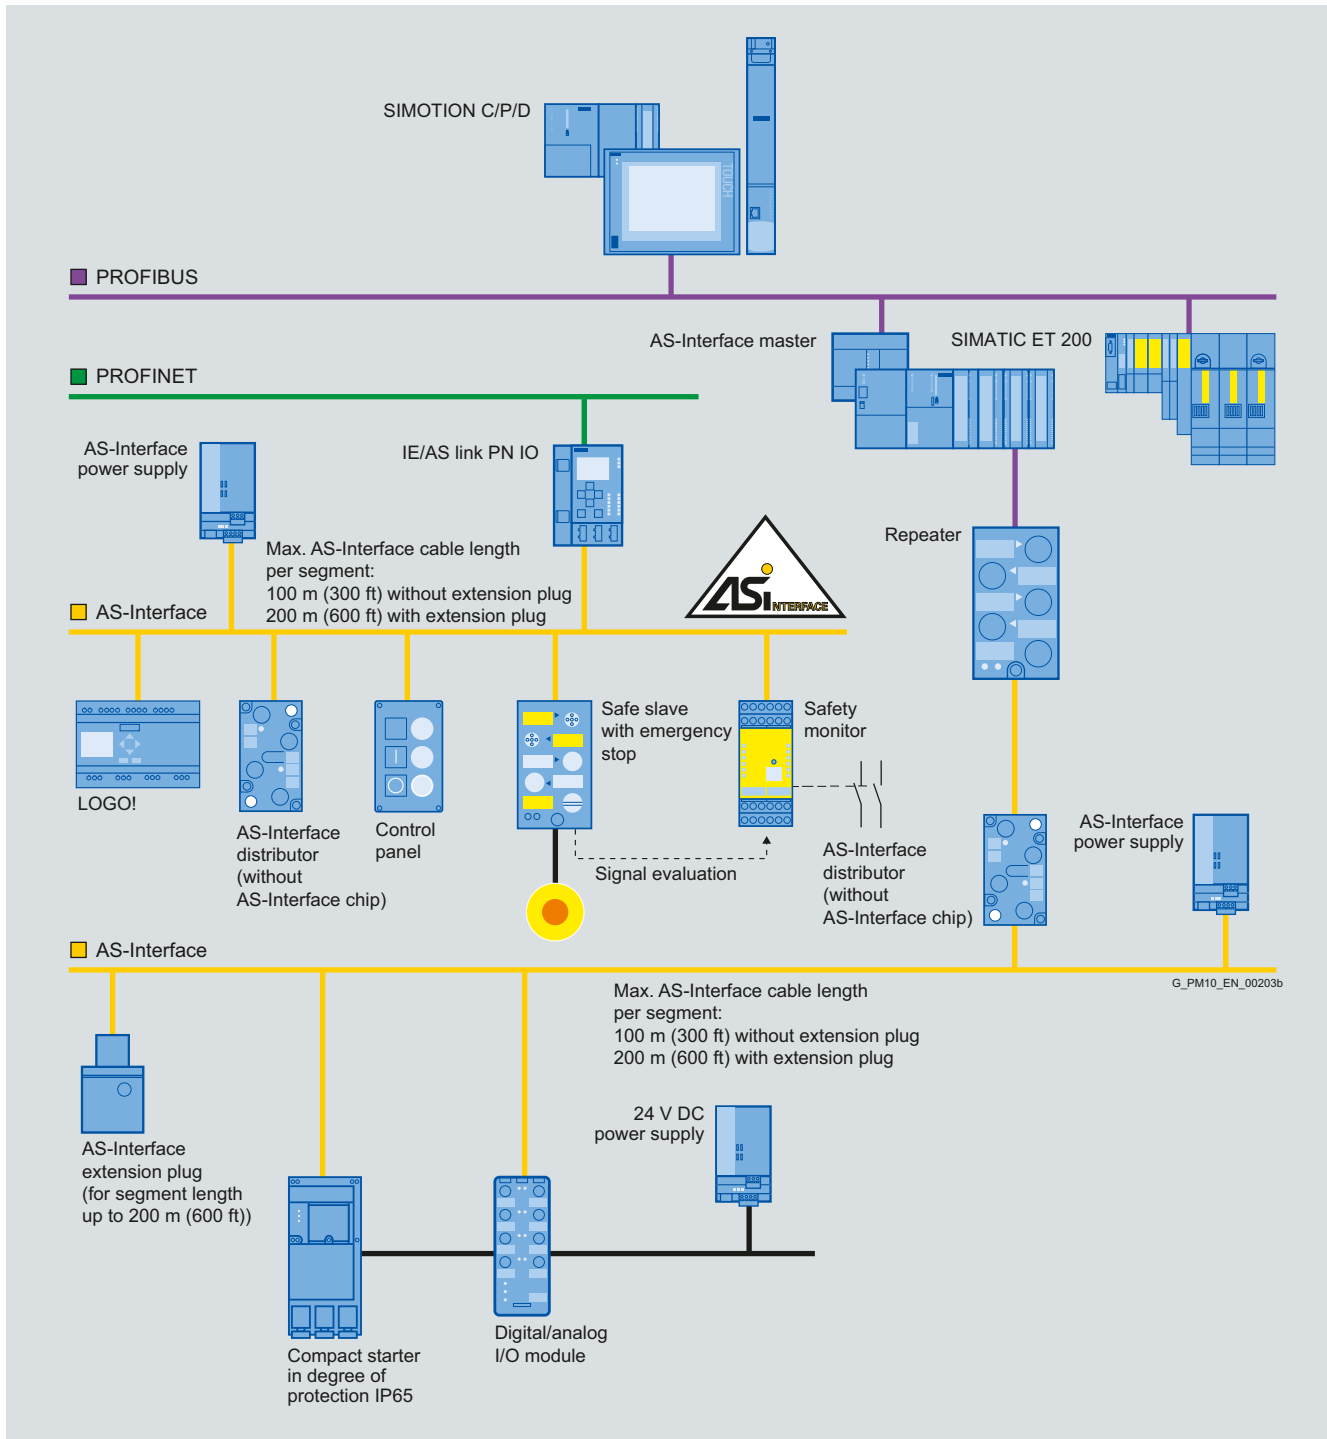 SIMOTION C/P/D
TOUCH
PROFIBUS
AS-Interface master
SIMATIC ET 200
PROFINET
AS-Interface
power supply
IE/AS link PN IO
Repeater
Max. AS-Interface cable length
per segment:
100 m (300 ft) without extension plug
200 m (600 ft) with extension plug
ASi
NTERFACE
AS-Interface
LOGO!
AS-Interface
distributor
(without
AS-Interface chip)
Control
panel
Safe slave
with emergency
stop
Safety
monitor
Signal evaluation
AS-Interface
distributor
(without
AS-Interface chip)
AS-Interface
power supply
AS-Interface
G_PM10_EN_00203b
Max. AS-Interface cable length
per segment:
100 m (300 ft) without extension plug
200 m (600 ft) with extension plug
AS-Interface
extension plug
(for segment length
up to 200 m (600 ft))
24 V DC
power supply
Compact starter
in degree of
protection IP65
Digital/analog
I/O module